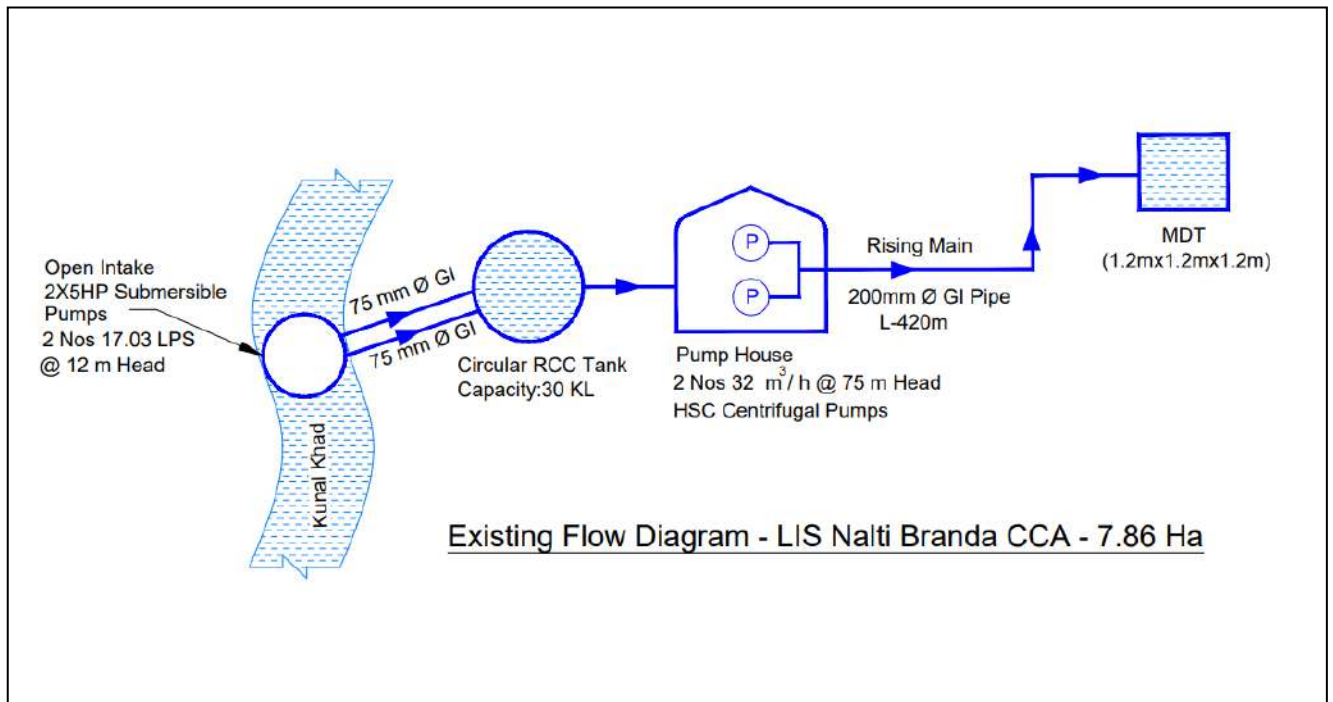 Open Intake
2X5HP Submersible
Pumps
2 Nos 17.03 LPS
@ 12 m Head
Kunal Khad
75 mm Ø GI
75 mm Ø GI
Circular RCC Tank
Capacity:30 KL
P
P
Pump House
2 Nos 32 m³/ h @ 75 m Head
HSC Centrifugal Pumps
Rising Main
200mm Ø GI Pipe
L-420m
MDT
(1.2mx1.2mx1.2m)
Existing Flow Diagram - LIS Nalti Branda CCA - 7.86 Ha